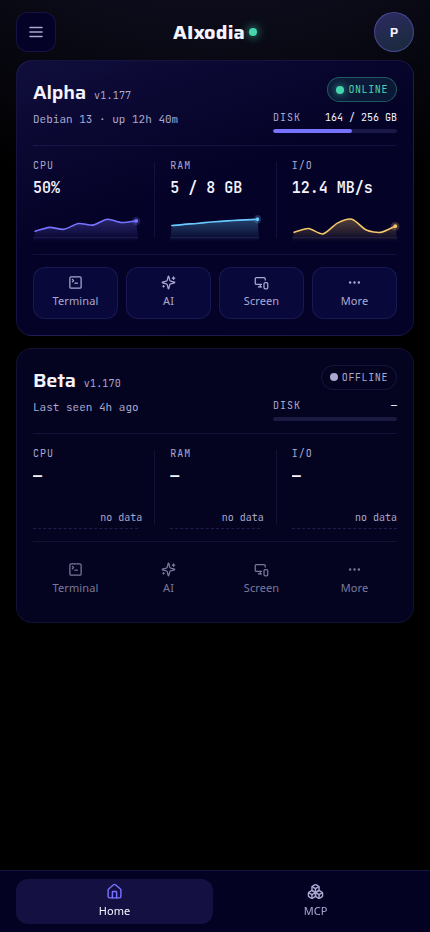 AIxodia
P
Alpha v1.177
ONLINE
Debian 13 · up 12h 40m
DISK 164 / 256 GB
CPU RAM I/O
50% 5 / 8 GB 12.4 MB/s
Terminal AI Screen More
Beta v1.170
OFFLINE
Last seen 4h ago
DISK —
CPU RAM I/O
— — —
no data no data no data
Terminal AI Screen More
Home MCP